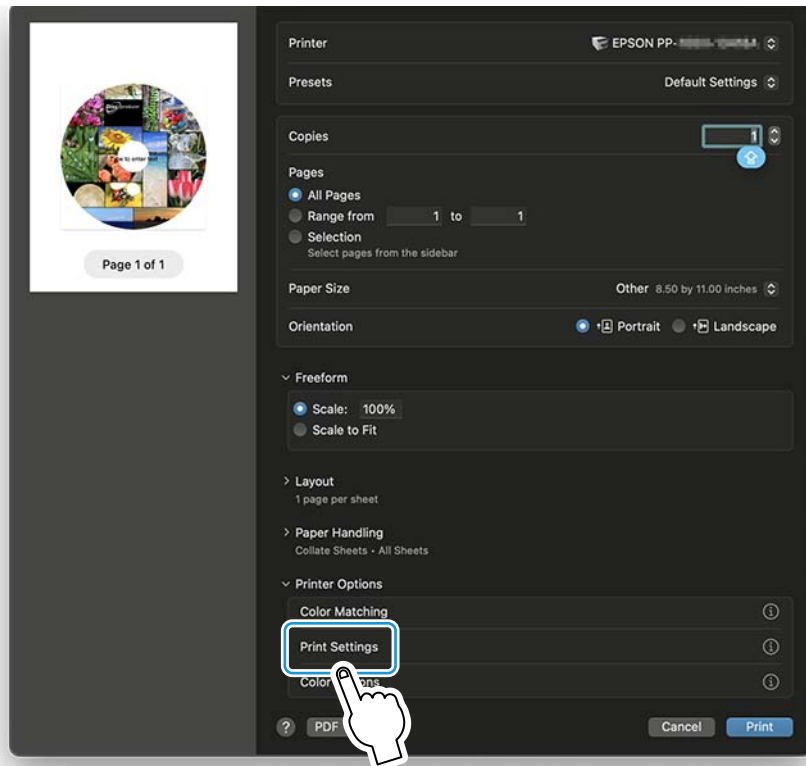 Printer EPSON PP-
Presets Default Settings
Copies 1
Pages
All Pages
Range from 1 to 1
Selection
Select pages from the sidebar
Page 1 of 1
Paper Size Other 8.50 by 11.00 inches
Orientation Portrait Landscape
Freeform
Scale: 100%
Scale to Fit
Layout
1 page per sheet
Paper Handling
Collate Sheets • All Sheets
Printer Options
Color Matching
Print Settings
Color
? PDF Cancel Print